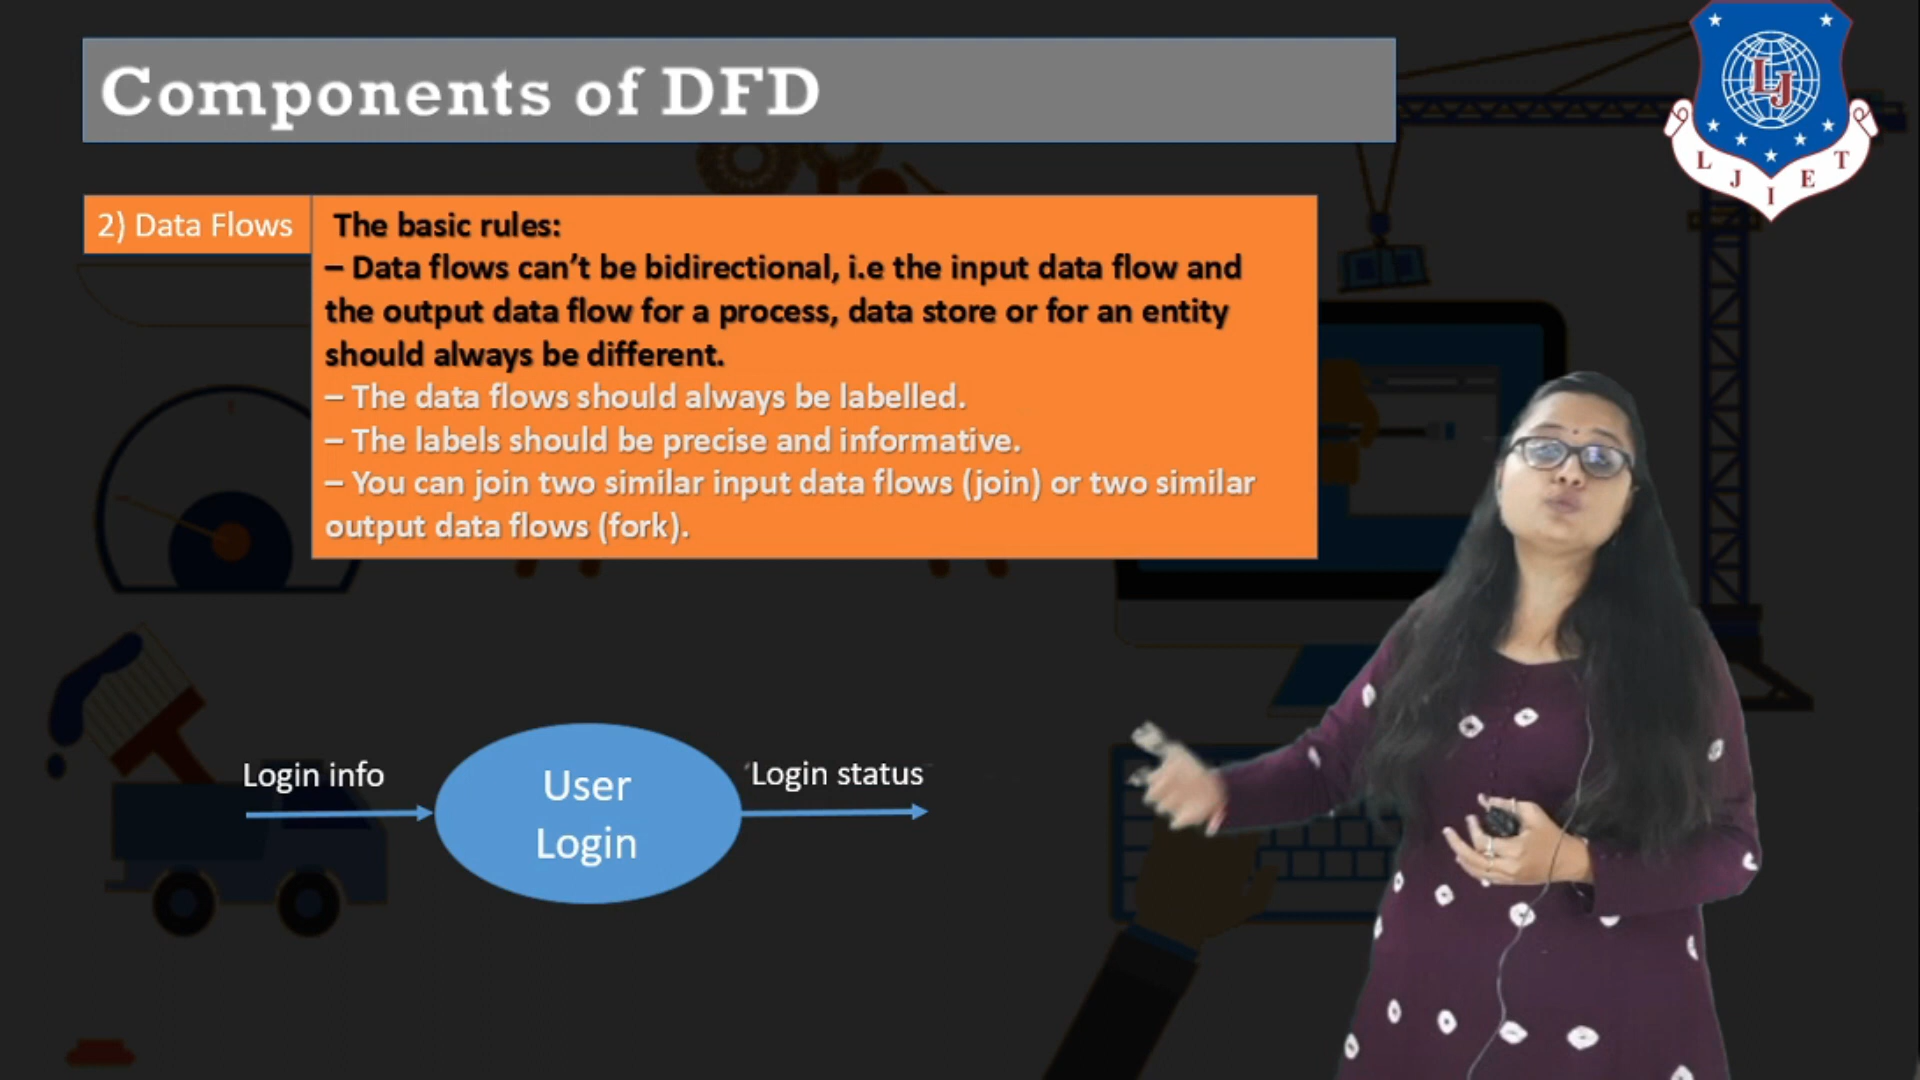 Components of DFD
L J I E T
LJ
2) Data Flows
The basic rules:
– Data flows can’t be bidirectional, i.e the input data flow and
the output data flow for a process, data store or for an entity
should always be different.
– The data flows should always be labelled.
– The labels should be precise and informative.
– You can join two similar input data flows (join) or two similar
output data flows (fork).
Login info
User
Login
Login status